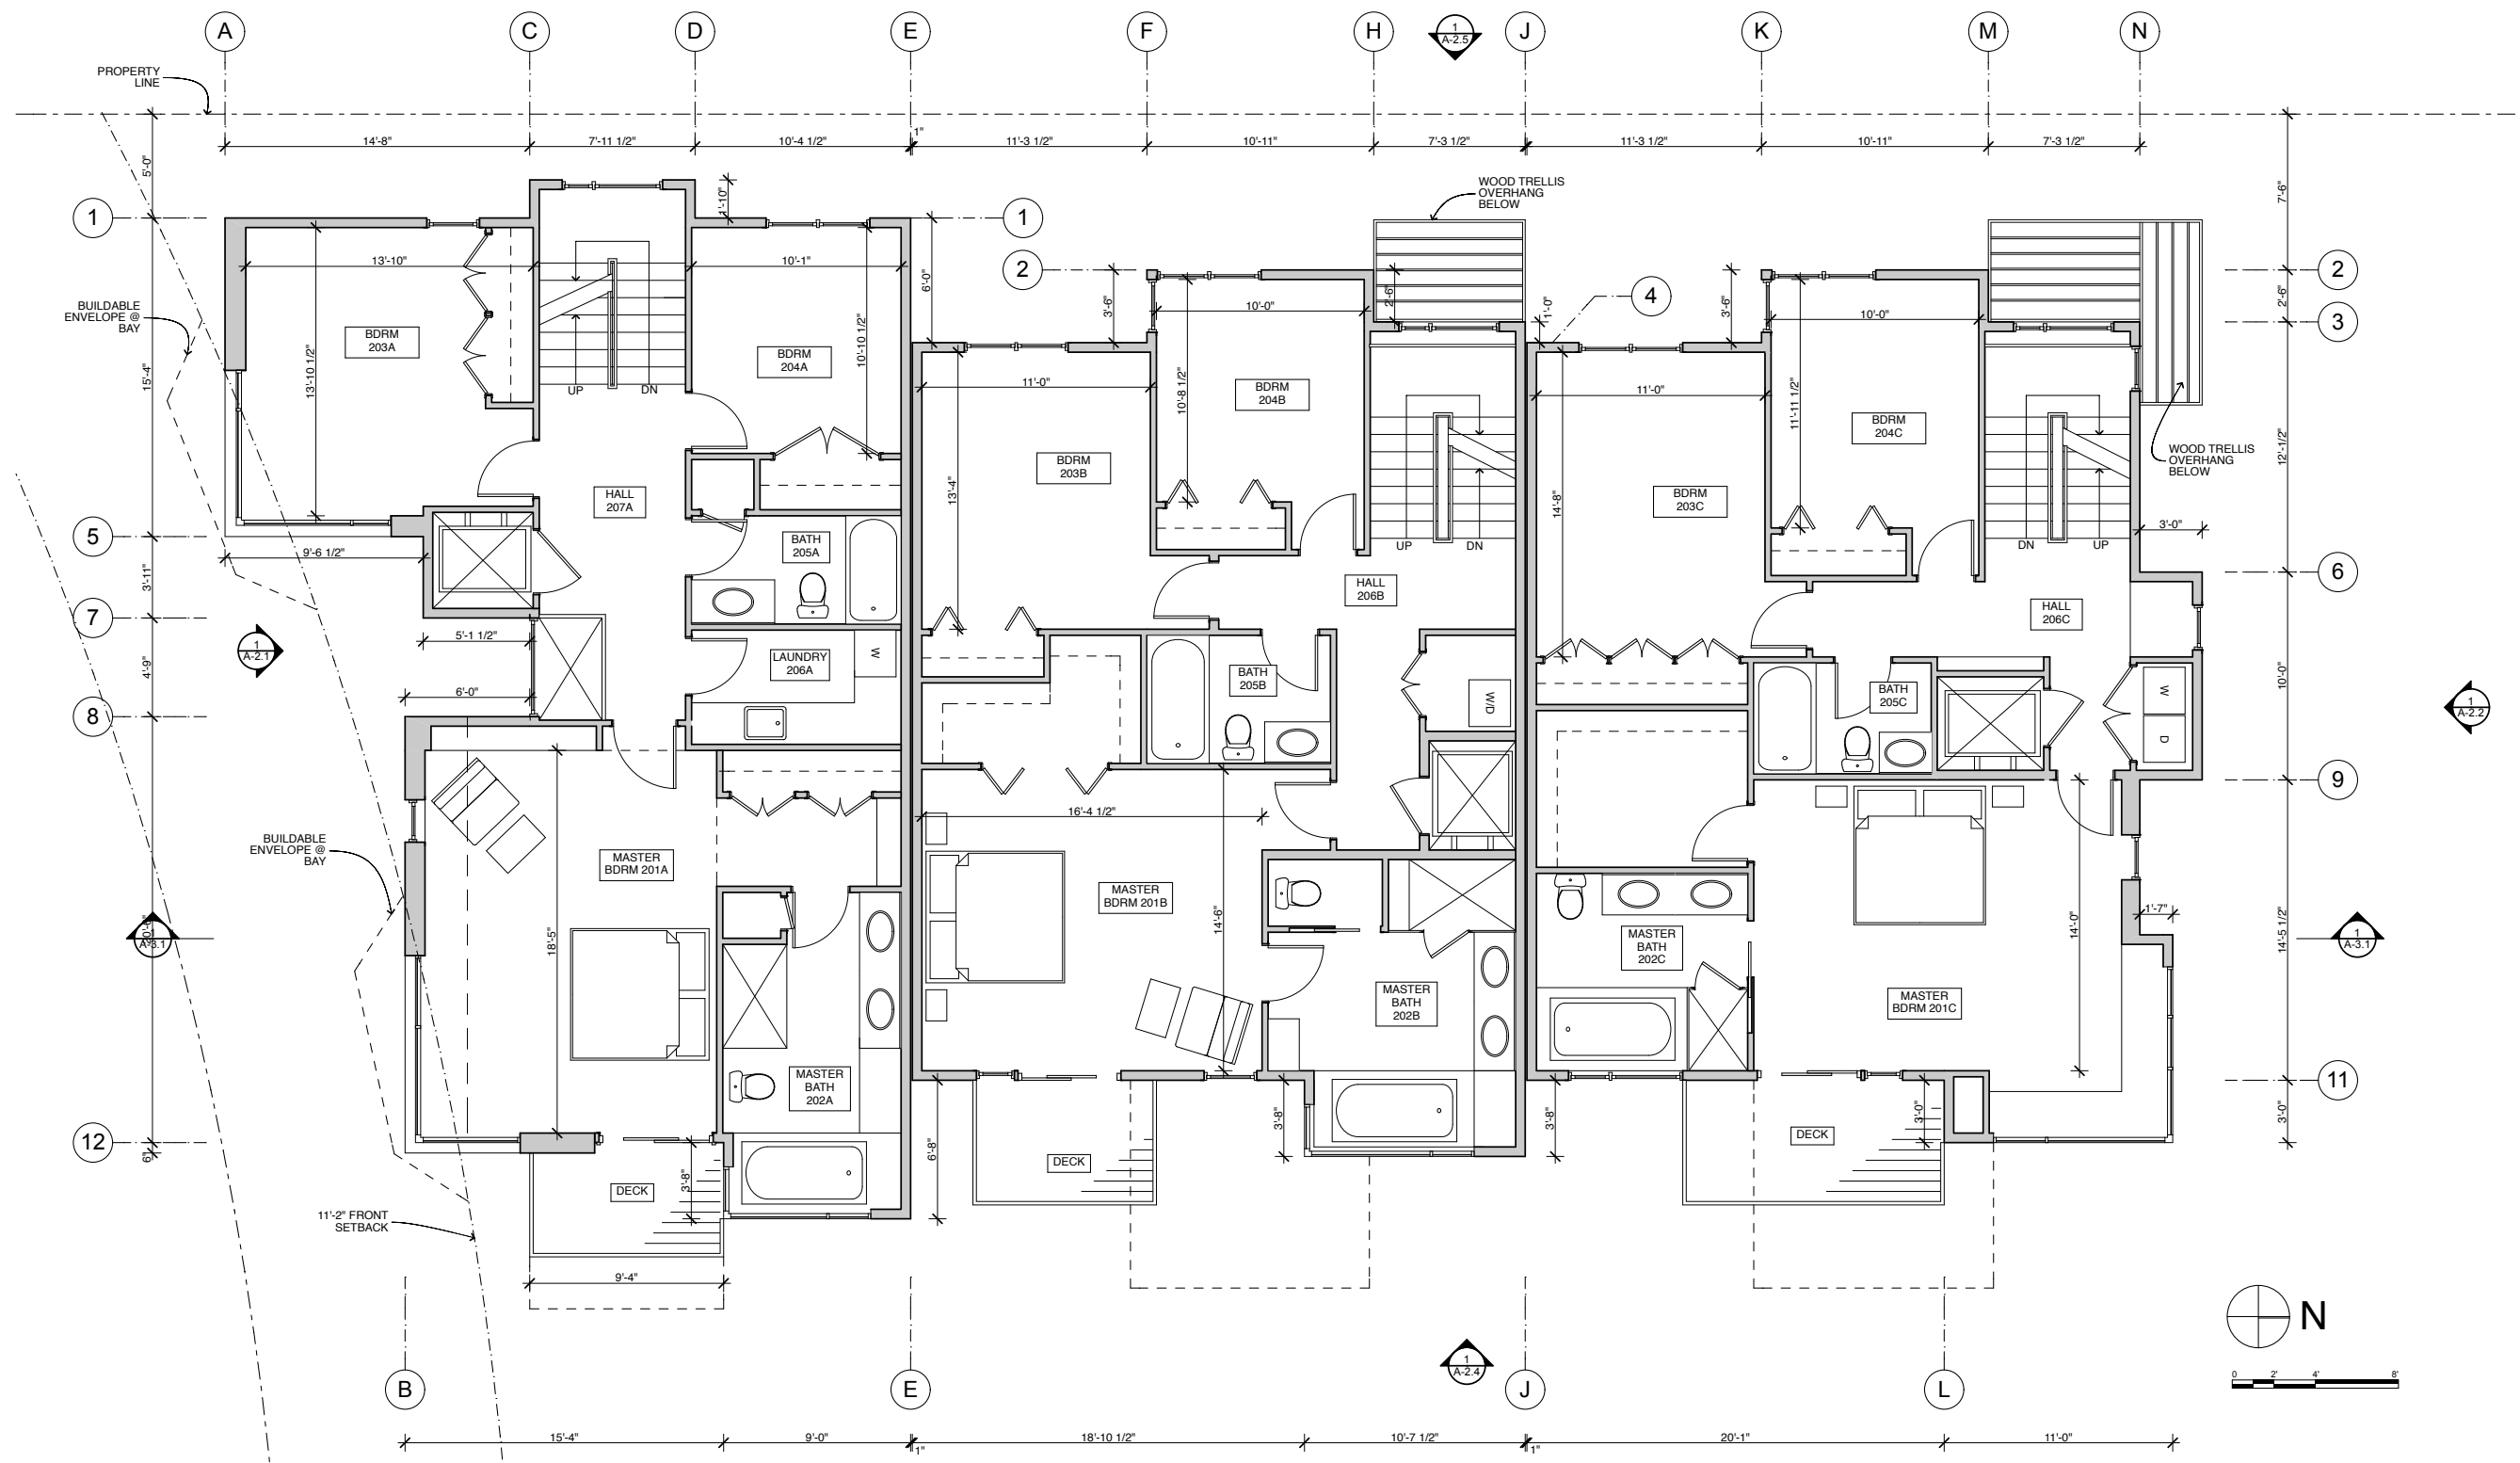 A C D E F H J K M N
1
A-2.5
PROPERTY
LINE
14'-8" 7'-11 1/2" 10'-4 1/2" 1" 11'-3 1/2" 10'-11" 7'-3 1/2" 11'-3 1/2" 10'-11" 7'-3 1/2"
5'-0"
1'-10"
WOOD TRELLIS
OVERHANG
BELOW
7'-6"
1
1
2
2
13'-10"
10'-1"
6'-0"
3'-6"
2'-6"
1'-0"
4
3'-6"
2'-6"
3
BUILDABLE
ENVELOPE @
BAY
10'-0"
10'-0"
BDRM
203A
BDRM
204A
10'-10 1/2"
13'-10 1/2"
15'-4"
UP DN
11'-0"
10'-8 1/2"
BDRM
204B
11'-0"
11'-11 1/2"
BDRM
204C
WOOD TRELLIS
OVERHANG
BELOW
12'-1/2"
BDRM
203B
13'-4"
HALL
207A
BDRM
203C
14'-8"
5
9'-6 1/2"
BATH
205A
UP DN
DN UP
3'-0"
3'-11"
6
HALL
206B
HALL
206C
7
5'-1 1/2"
1
A-2.1
4'-9"
LAUNDRY
206A
W
BATH
205B
W/D
BATH
205C
W
D
10'-0"
6'-0"
8
1
A-2.2
9
16'-4 1/2"
BUILDABLE
ENVELOPE @
BAY
MASTER
BDRM 201A
MASTER
BDRM 201B
14'-6"
18'-5"
1
A-3.1
MASTER
BATH
202C
14'-0"
1'-7"
14'-5 1/2"
1
A-3.1
MASTER
BATH
202B
MASTER
BDRM 201C
MASTER
BATH
202A
11
12
6"
3'-8"
6'-8"
DECK
3'-8"
3'-8"
DECK
3'-0"
3'-0"
DECK
11'-2" FRONT
SETBACK
9'-4"
N
1
A-2.4
0 2' 4' 8'
B E J L
15'-4" 9'-0" 1" 18'-10 1/2" 10'-7 1/2" 1" 20'-1" 11'-0"